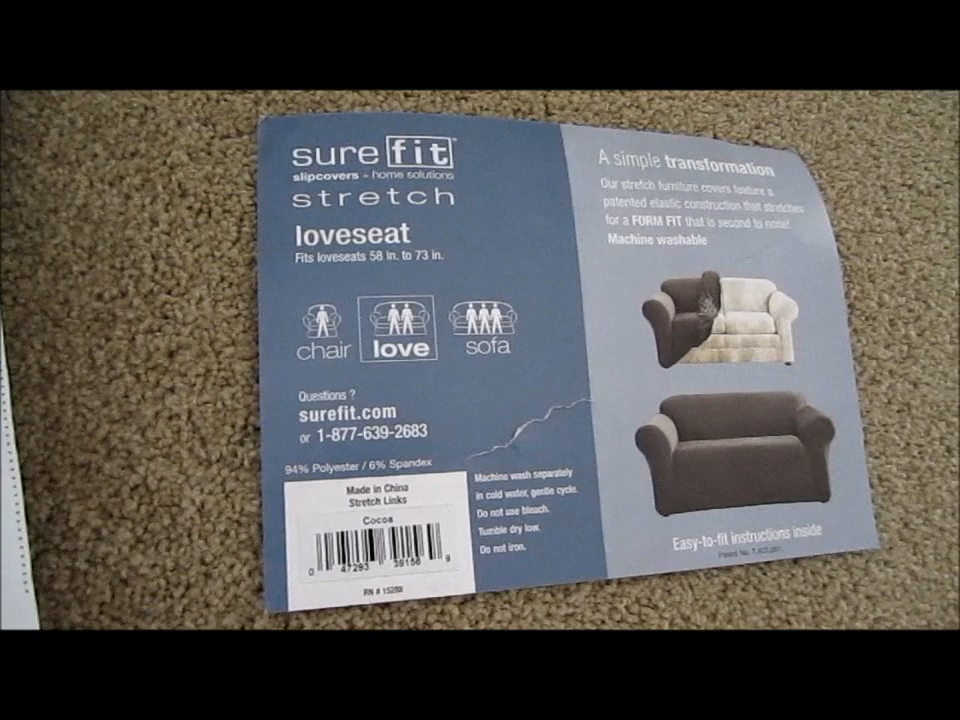 sure fit®
slipcovers + home solutions
stretch
loveseat
Fits loveseats 58 in. to 73 in.
chair
love
sofa
Questions ?
surefit.com
or 1-877-639-2683
94% Polyester / 6% Spandex
Made in China
Stretch Links
Cocoa
0 47293 39156 9
RN # 15288
Machine wash separately
in cold water, gentle cycle.
Do not use bleach.
Tumble dry low.
Do not iron.
A simple transformation
Our stretch furniture covers feature a
patented elastic construction that stretches
for a FORM FIT that is second to none!
Machine washable
Easy-to-fit instructions inside
Patent No.